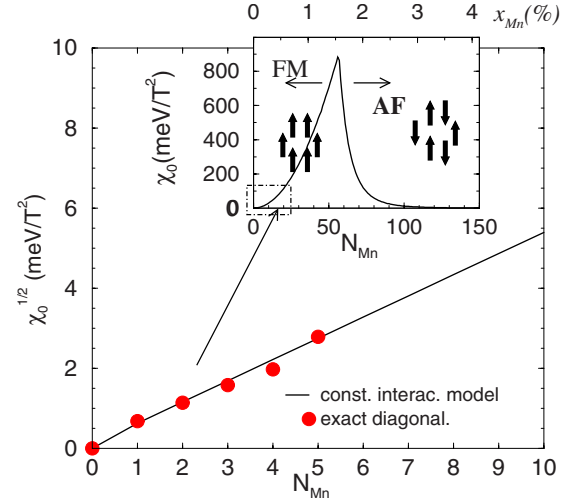 0 1 2 3 4 x_Mn(%)
10
8
6
4
2
0
χ₀^1/2 (meV/T²)
800
600
400
200
0
χ₀(meV/T²)
FM
AF
0 50 100 150
N_Mn
const. interac. model
exact diagonal.
0 1 2 3 4 5 6 7 8 9 10
N_Mn